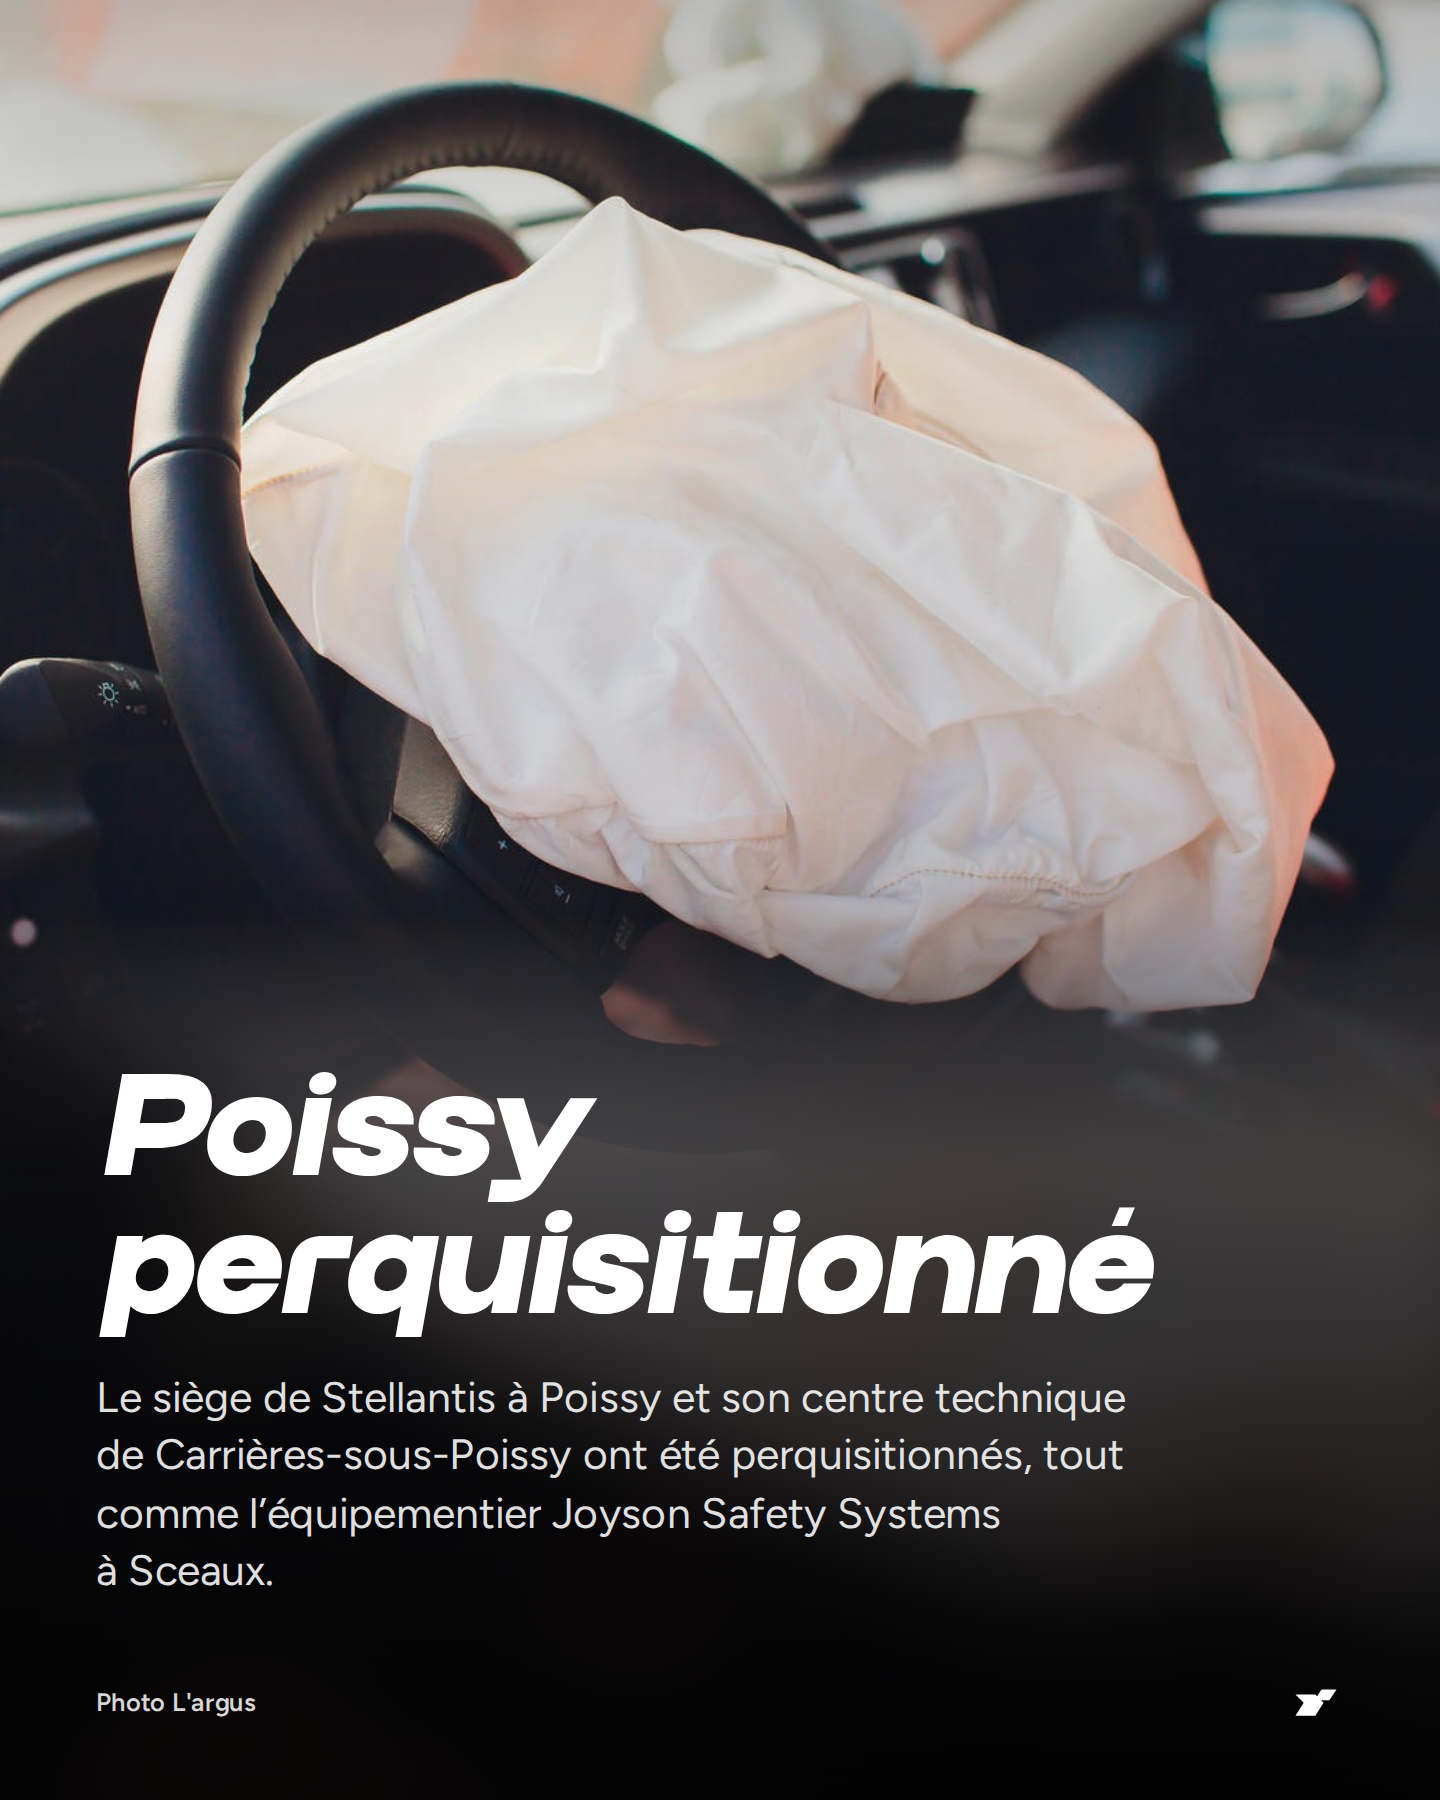 Poissy
perquisitionné
Le siège de Stellantis à Poissy et son centre technique
de Carrières-sous-Poissy ont été perquisitionnés, tout
comme l’équipementier Joyson Safety Systems
à Sceaux.
Photo L'argus